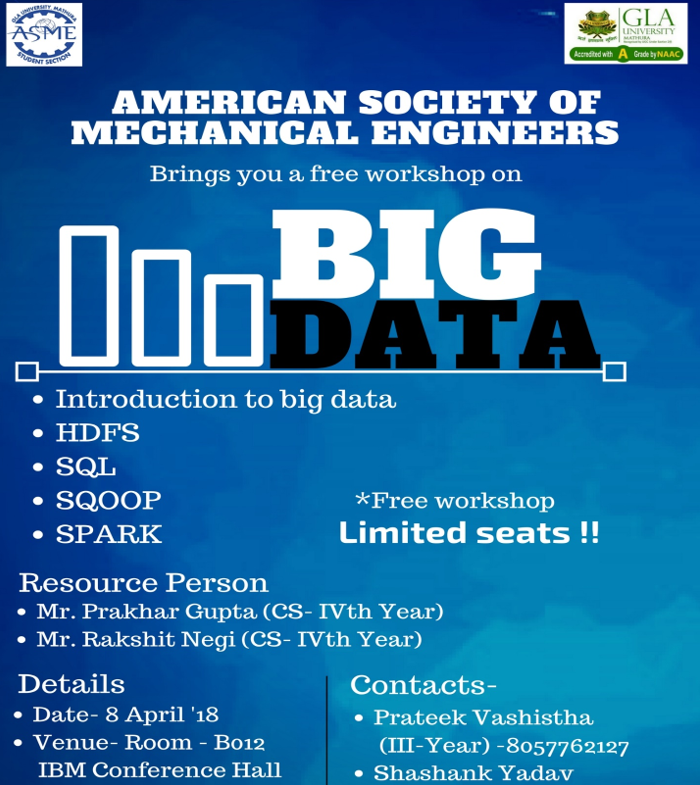 GLA UNIVERSITY, MATHURA
ASME
STUDENT SECTION
GLA
UNIVERSITY
MATHURA
Accredited with A Grade by NAAC
AMERICAN SOCIETY OF
MECHANICAL ENGINEERS
Brings you a free workshop on
BIG
DATA
• Introduction to big data
• HDFS
• SQL
• SQOOP
• SPARK
*Free workshop
Limited seats !!
Resource Person
• Mr. Prakhar Gupta (CS- IVth Year)
• Mr. Rakshit Negi (CS- IVth Year)
Details
• Date- 8 April '18
• Venue- Room - B012
IBM Conference Hall
Contacts-
• Prateek Vashistha
(III-Year) -8057762127
• Shashank Yadav